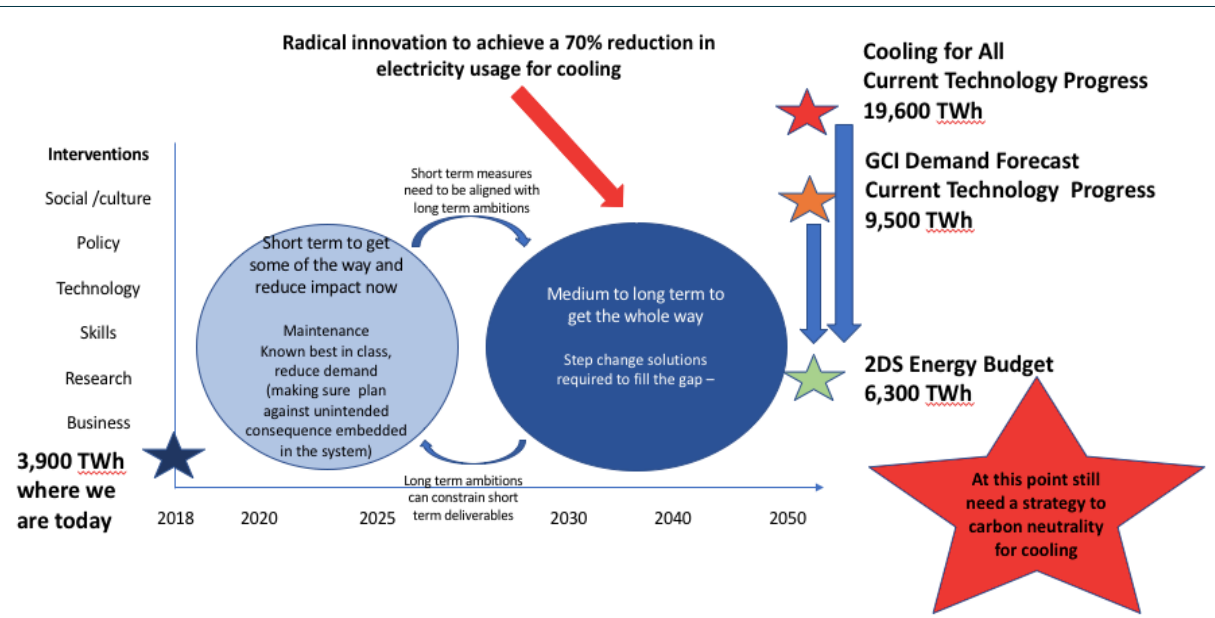 Radical innovation to achieve a 70% reduction in
electricity usage for cooling
Cooling for All
Current Technology Progress
19,600 TWh
GCI Demand Forecast
Current Technology  Progress
9,500 TWh
2DS Energy Budget
6,300 TWh
Interventions
Social /culture
Policy
Technology
Skills
Research
Business
3,900 TWh
where we
are today
Short term measures
need to be aligned with
long term ambitions
Short term to get
some of the way and
reduce impact now
Maintenance
Known best in class,
reduce demand
(making sure  plan
against unintended
consequence embedded
in the system)
Medium to long term to
get the whole way
Step change solutions
required to fill the gap –
Long term ambitions
can constrain short
term deliverables
2018
2020
2025
2030
2040
2050
At this point still
need a strategy to
carbon neutrality
for cooling